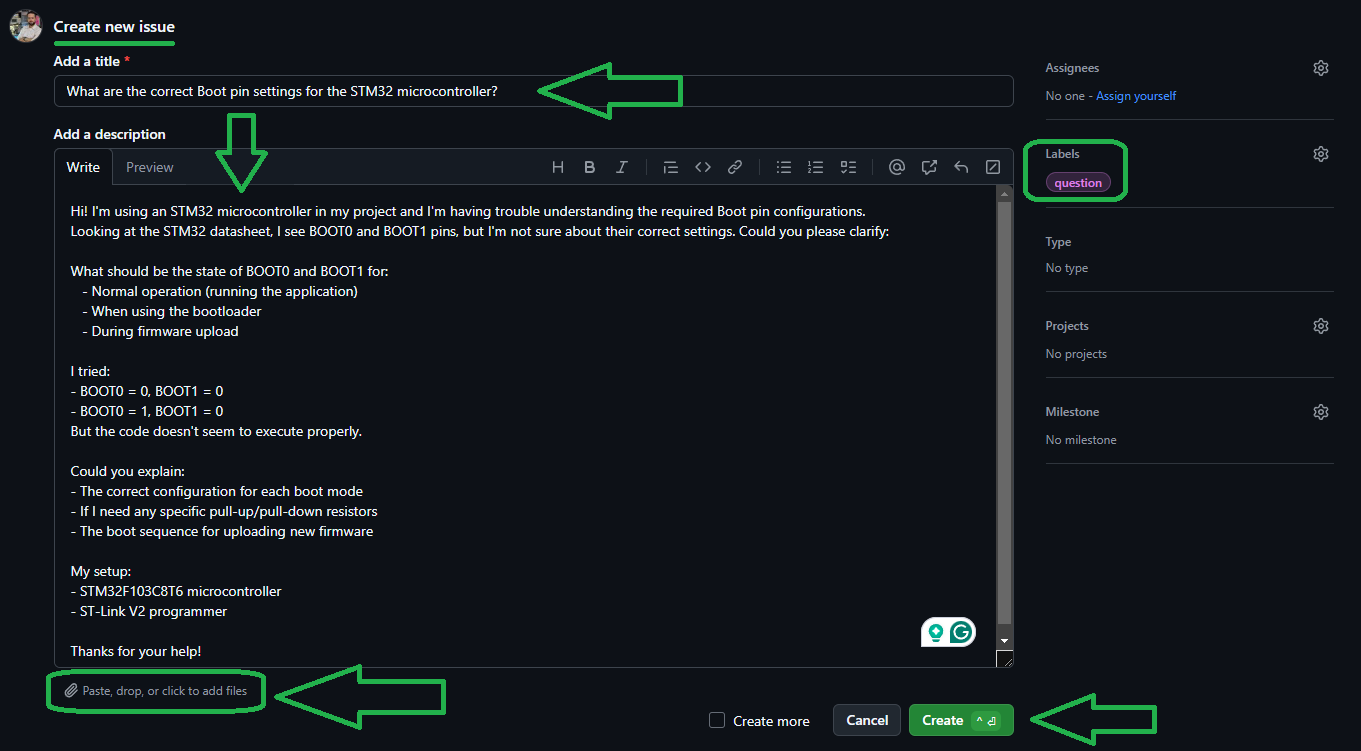 Create new issue
Add a title *
What are the correct Boot pin settings for the STM32 microcontroller?
Add a description
Write
Preview
Hi! I'm using an STM32 microcontroller in my project and I'm having trouble understanding the required Boot pin configurations.
Looking at the STM32 datasheet, I see BOOT0 and BOOT1 pins, but I'm not sure about their correct settings. Could you please clarify:
What should be the state of BOOT0 and BOOT1 for:
- Normal operation (running the application)
- When using the bootloader
- During firmware upload
I tried:
- BOOT0 = 0, BOOT1 = 0
- BOOT0 = 1, BOOT1 = 0
But the code doesn't seem to execute properly.
Could you explain:
- The correct configuration for each boot mode
- If I need any specific pull-up/pull-down resistors
- The boot sequence for uploading new firmware
My setup:
- STM32F103C8T6 microcontroller
- ST-Link V2 programmer
Thanks for your help!
Paste, drop, or click to add files
Create more
Cancel
Create
Assignees
No one - Assign yourself
Labels
question
Type
No type
Projects
No projects
Milestone
No milestone